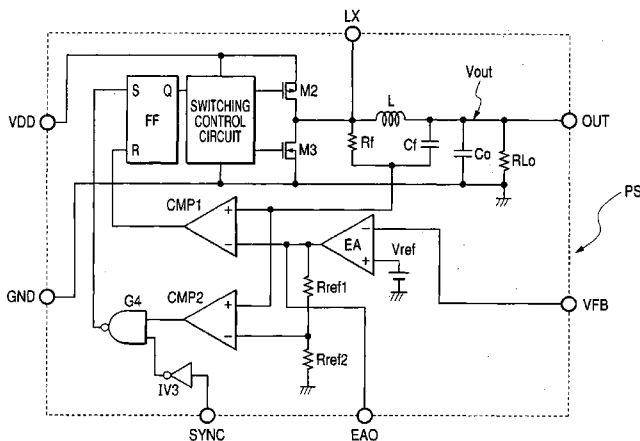 LX
S
Q
FF
R
SWITCHING
CONTROL
CIRCUIT
M2
M3
VDD
L
Vout
Rf
Cf
Co
RLo
OUT
PS
CMP1
+
−
EA
−
+
Vref
GND
G4
CMP2
+
−
Rref1
Rref2
VFB
IV3
SYNC
EAO